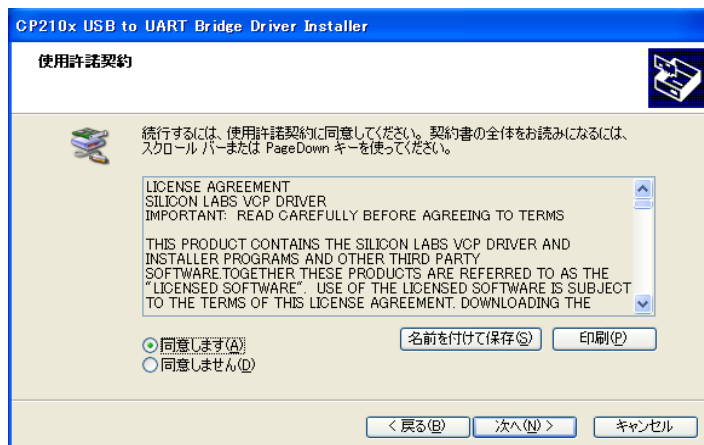 CP210x USB to UART Bridge Driver Installer
使用許諾契約
続行するには、使用許諾契約に同意してください。契約書の全体をお読みになるには、
スクロール バーまたは PageDown キーを使ってください。
LICENSE AGREEMENT
SILICON LABS VCP DRIVER
IMPORTANT:  READ CAREFULLY BEFORE AGREEING TO TERMS
THIS PRODUCT CONTAINS THE SILICON LABS VCP DRIVER AND
INSTALLER PROGRAMS AND OTHER THIRD PARTY
SOFTWARE.TOGETHER THESE PRODUCTS ARE REFERRED TO AS THE
"LICENSED SOFTWARE".  USE OF THE LICENSED SOFTWARE IS SUBJECT
TO THE TERMS OF THIS LICENSE AGREEMENT. DOWNLOADING THE
同意します(A)
名前を付けて保存(S)
印刷(P)
同意しません(D)
< 戻る(B)
次へ(N) >
キャンセル